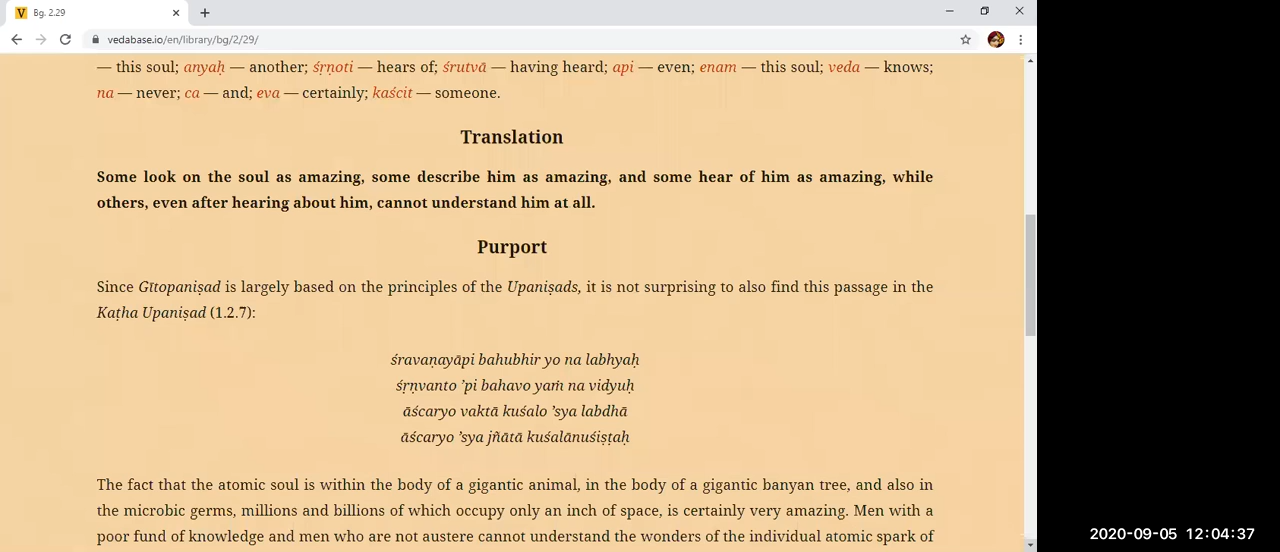 Bg. 2.29
vedabase.io/en/library/bg/2/29/
— this soul; anyaḥ — another; śṛṇoti — hears of; śrutvā — having heard; api — even; enam — this soul; veda — knows;
na — never; ca — and; eva — certainly; kaścit — someone.
Translation
Some look on the soul as amazing, some describe him as amazing, and some hear of him as amazing, while
others, even after hearing about him, cannot understand him at all.
Purport
Since Gītopaniṣad is largely based on the principles of the Upaniṣads, it is not surprising to also find this passage in the
Kaṭha Upaniṣad (1.2.7):
śravaṇayāpi bahubhir yo na labhyaḥ
śṛṇvanto ’pi bahavo yaṁ na vidyuḥ
āścaryo vaktā kuśalo ’sya labdhā
āścaryo ’sya jñātā kuśalānuśiṣṭaḥ
The fact that the atomic soul is within the body of a gigantic animal, in the body of a gigantic banyan tree, and also in
the microbic germs, millions and billions of which occupy only an inch of space, is certainly very amazing. Men with a
poor fund of knowledge and men who are not austere cannot understand the wonders of the individual atomic spark of
2020-09-05 12:04:37